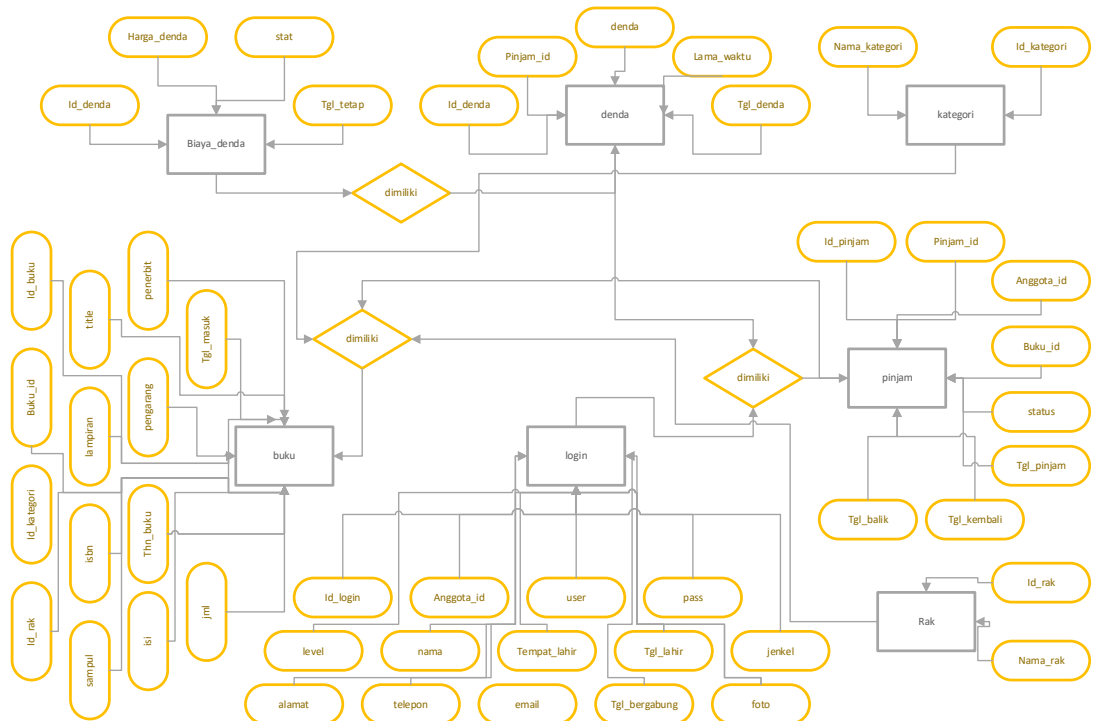 denda
Harga_denda
stat
Pinjam_id
Lama_waktu
Nama_kategori
Id_kategori
Id_denda
Tgl_tetap
Id_denda
Tgl_denda
denda
kategori
Biaya_denda
dimiliki
Id_buku
penerbit
title
Tgl_masuk
Id_pinjam
Pinjam_id
Anggota_id
dimiliki
Buku_id
pengarang
lampiran
dimiliki
pinjam
Buku_id
status
buku
login
Tgl_pinjam
Id_kategori
isbn
Thn_buku
Tgl_balik
Tgl_kembali
Id_rak
sampul
isi
jml
Id_login
Anggota_id
user
pass
Id_rak
Rak
level
nama
Tempat_lahir
Tgl_lahir
jenkel
Nama_rak
alamat
telepon
email
Tgl_bergabung
foto